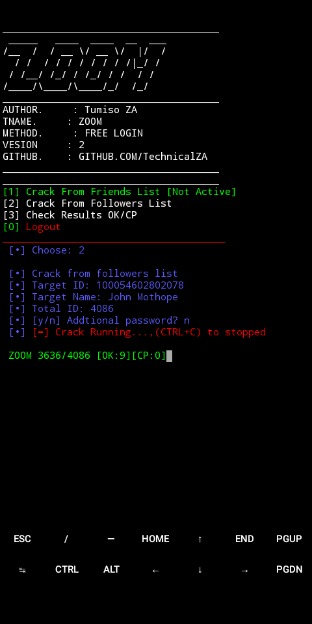 AUTHOR. : Tumiso ZA
TNAME. : ZOOM
METHOD. : FREE LOGIN
VESION : 2
GITHUB. : GITHUB.COM/TechnicalZA
[1] Crack From Friends List [Not Active]
[2] Crack From Followers List
[3] Check Results OK/CP
[0] Logout
[•] Choose: 2
[•] Crack from followers list
[•] Target ID: 100054602802078
[•] Target Name: John Mothope
[•] Total ID: 4086
[•] [y/n] Addtional password? n
[•] [=] Crack Running...,(CTRL+C) to stopped
ZOOM 3636/4086 [OK:9][CP:0]
ESC / — HOME ↑ END PGUP
↹ CTRL ALT ← ↓ → PGDN